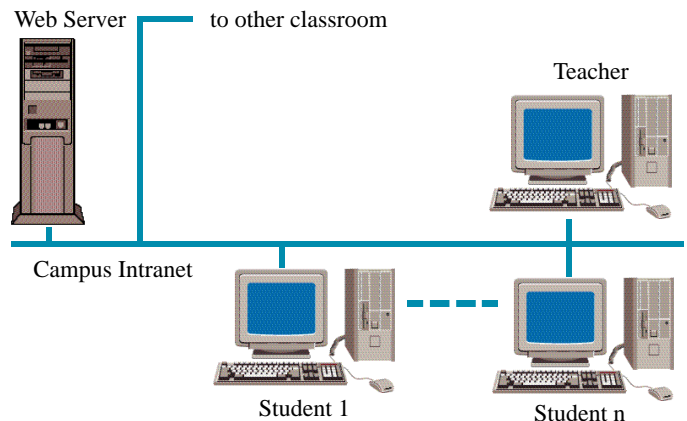 Web Server
to other classroom
Teacher
Campus Intranet
Student 1
Student n